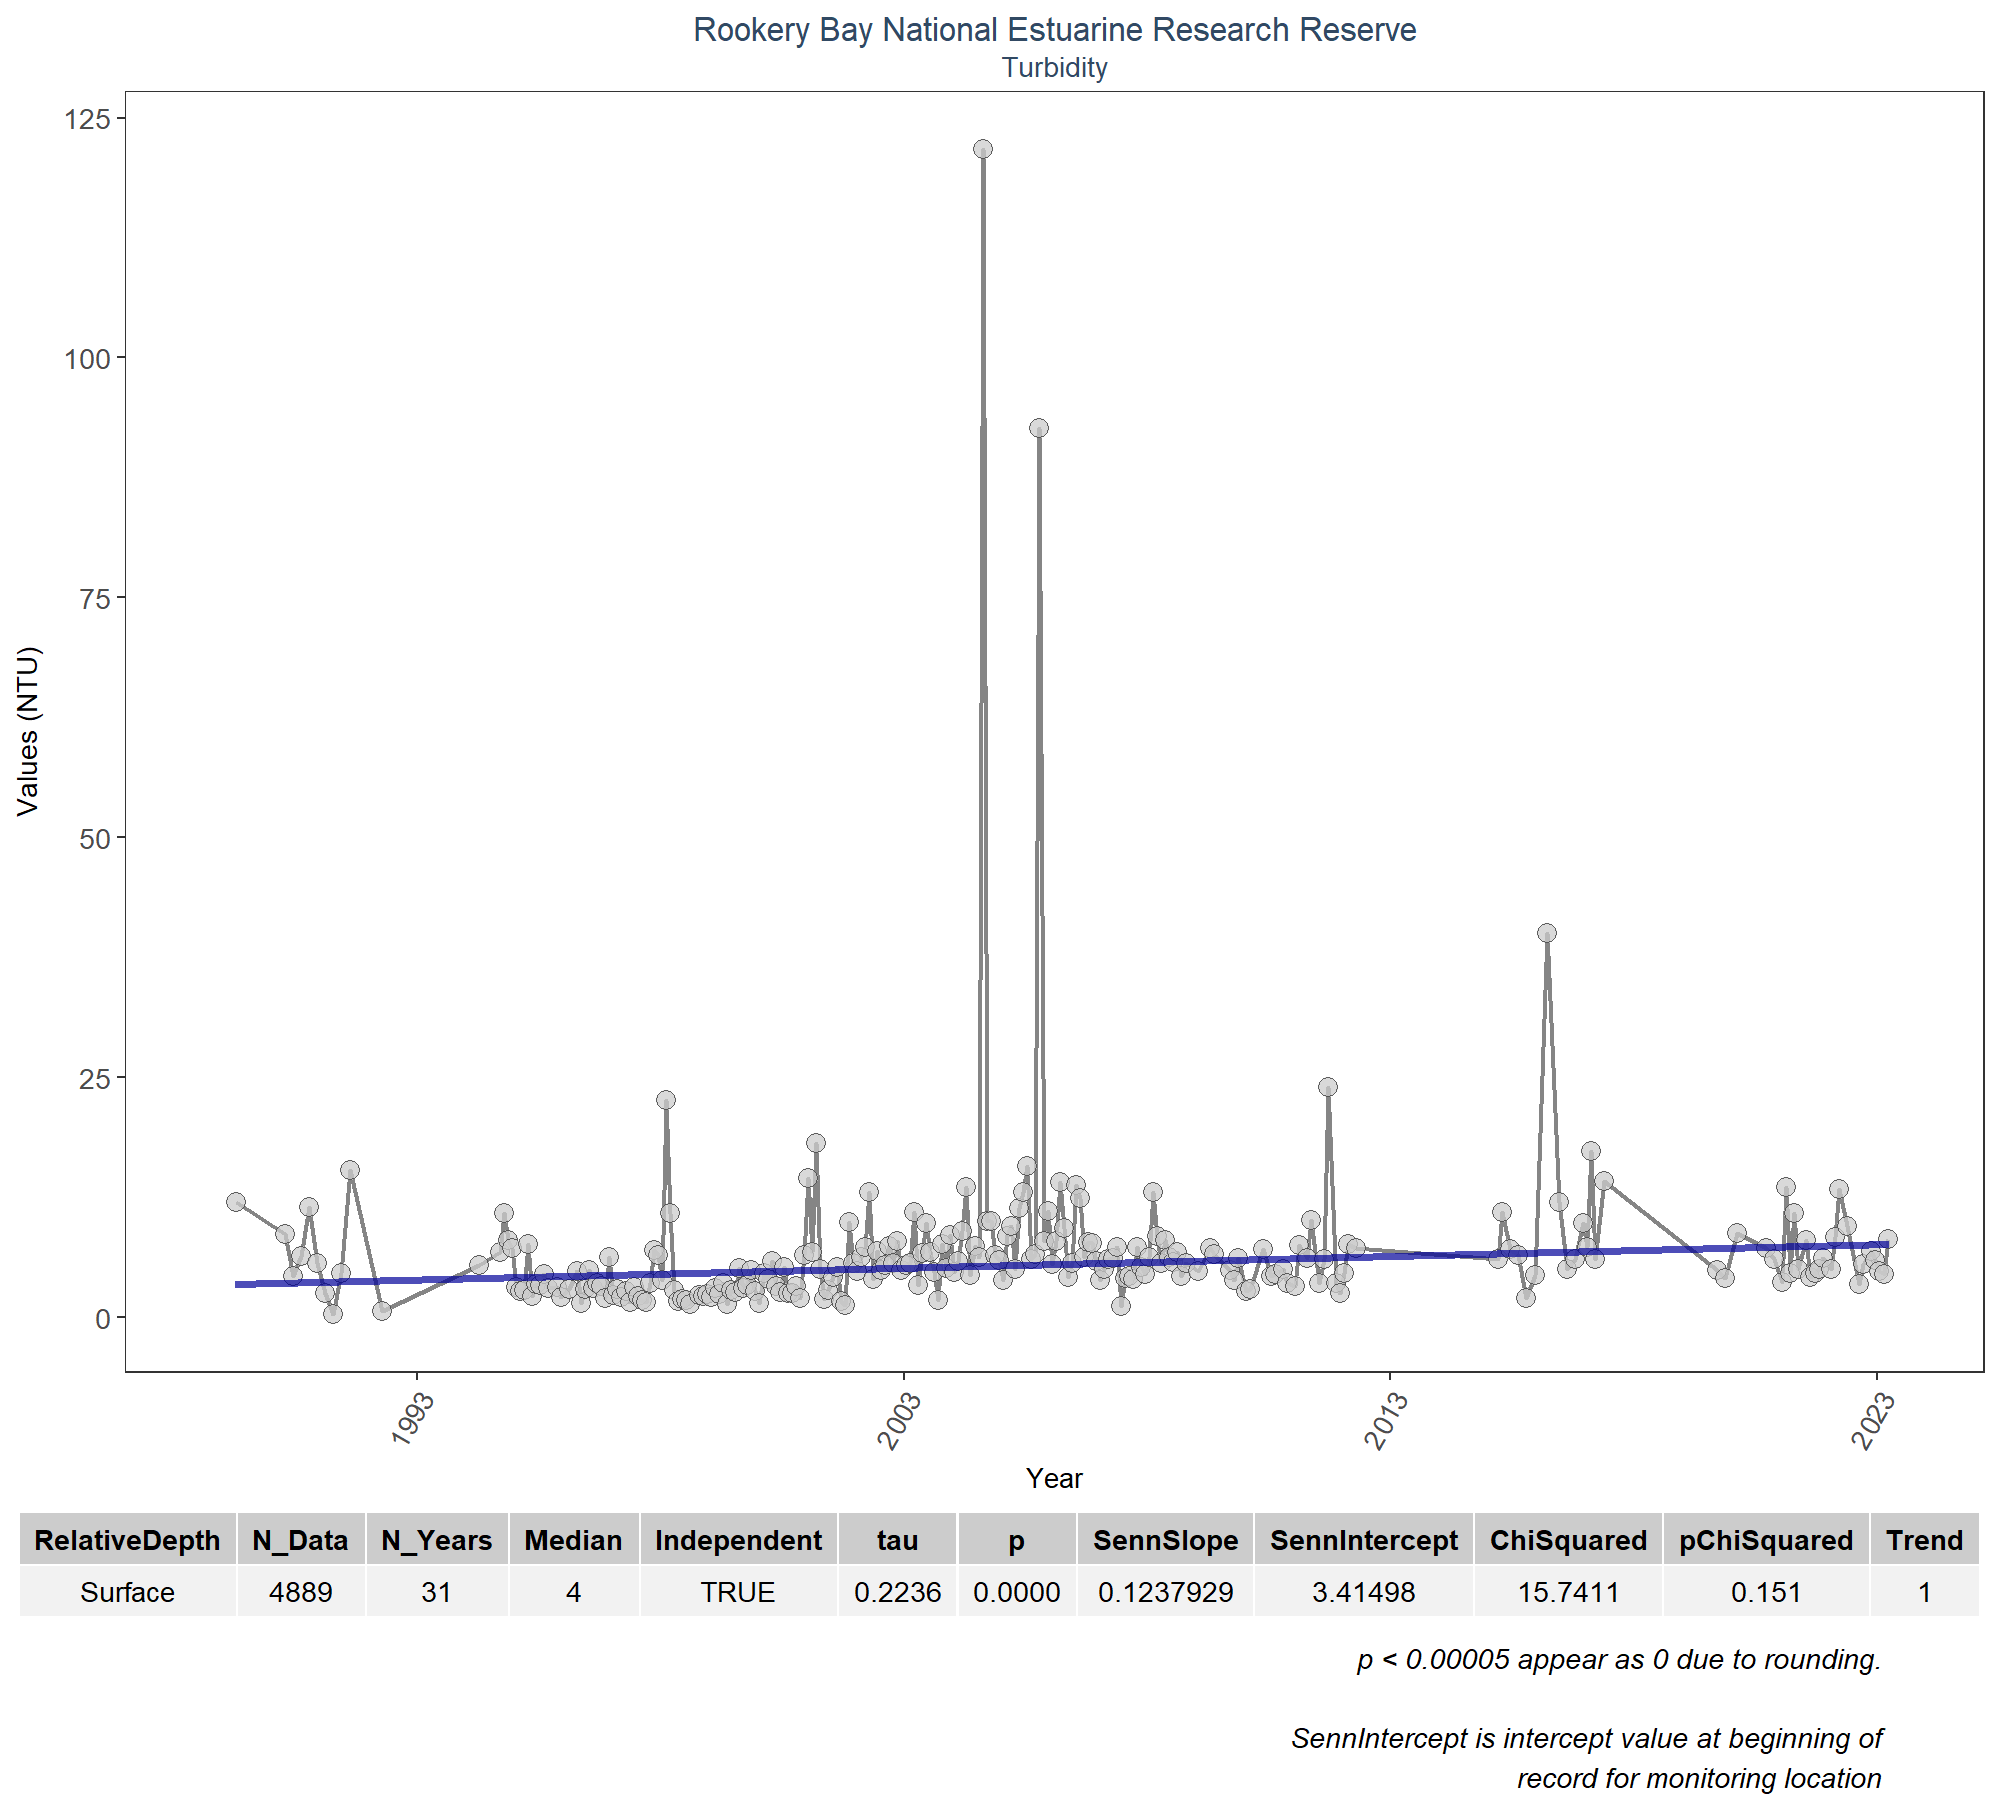 Rookery Bay National Estuarine Research Reserve
Turbidity
125
100
75
50
25
0
Values (NTU)
1993
2003
2013
2023
Year
RelativeDepth N_Data N_Years Median Independent tau p SennSlope SennIntercept ChiSquared pChiSquared Trend
Surface 4889 31 4 TRUE 0.2236 0.0000 0.1237929 3.41498 15.7411 0.151 1
p < 0.00005 appear as 0 due to rounding.
SennIntercept is intercept value at beginning of
record for monitoring location